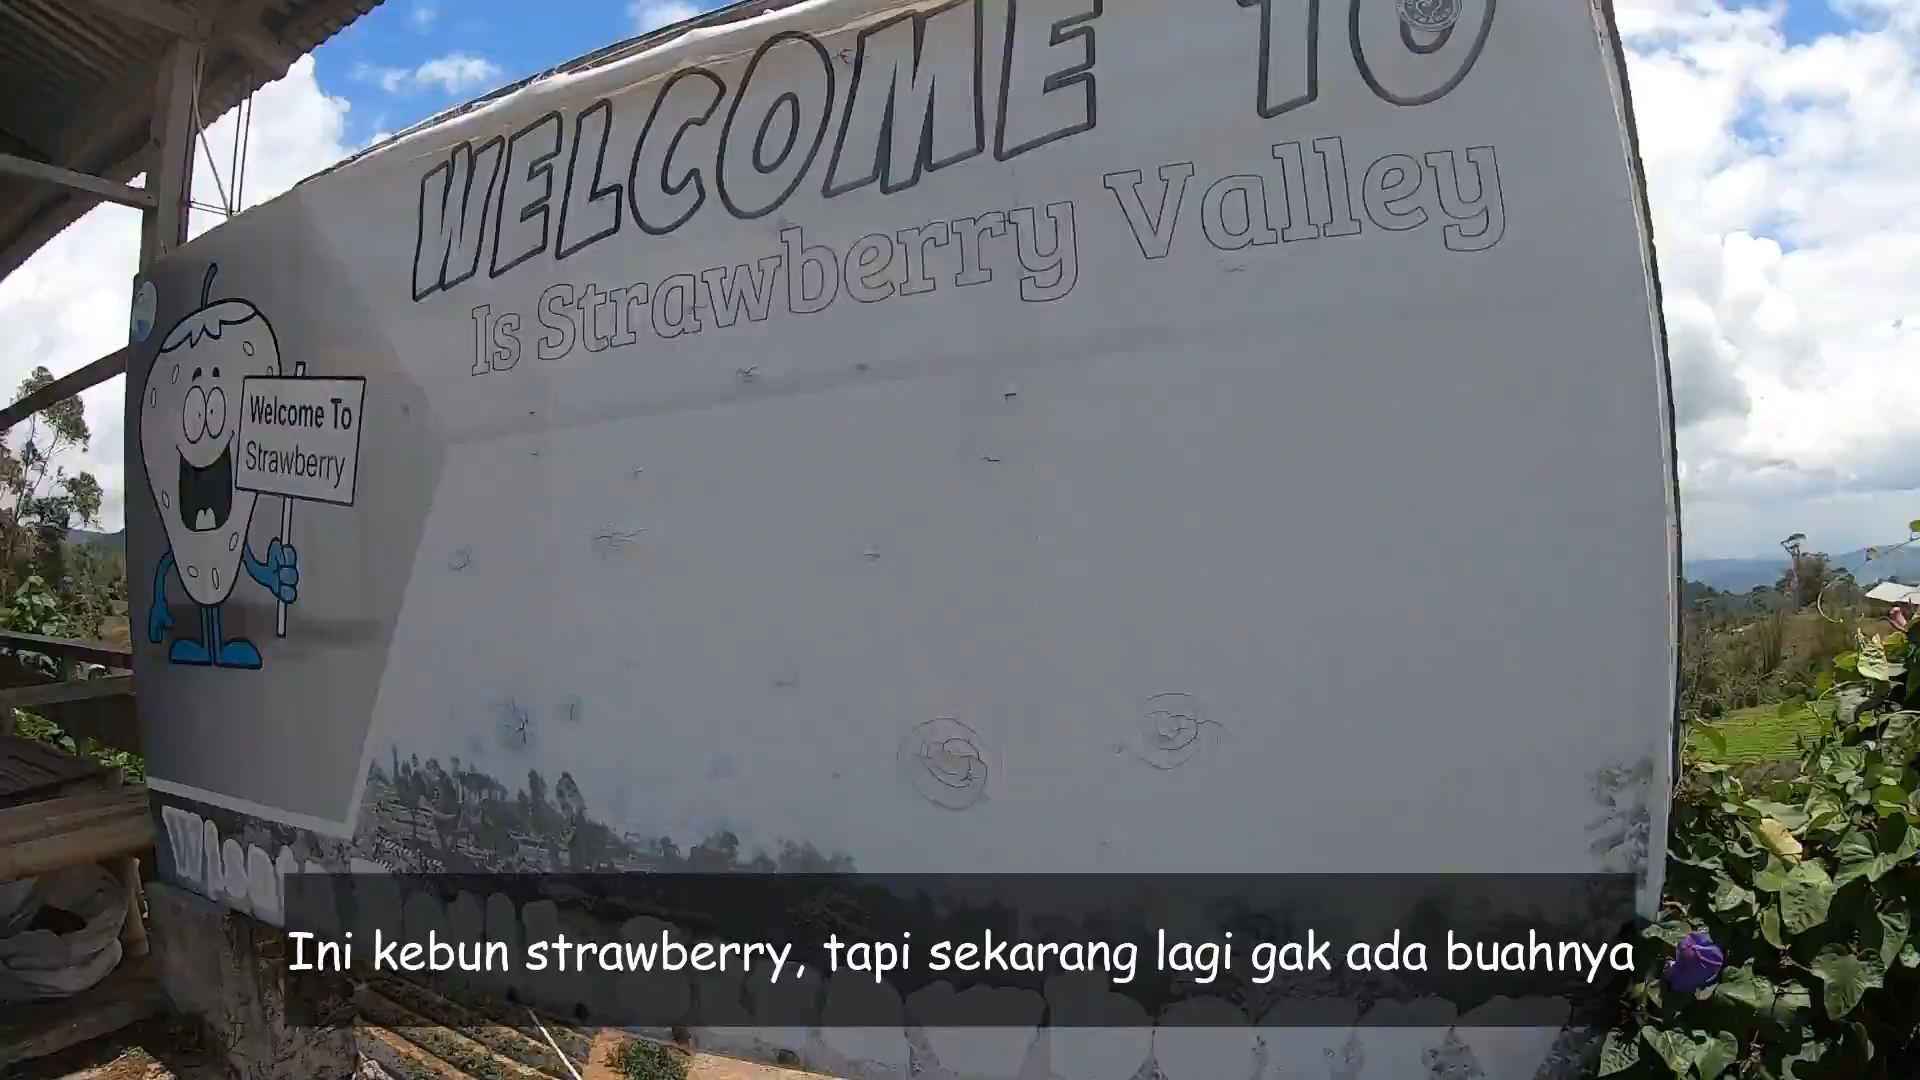 WELCOME TO
Is Strawberry Valley
Welcome To
Strawberry
Ini kebun strawberry, tapi sekarang lagi gak ada buahnya